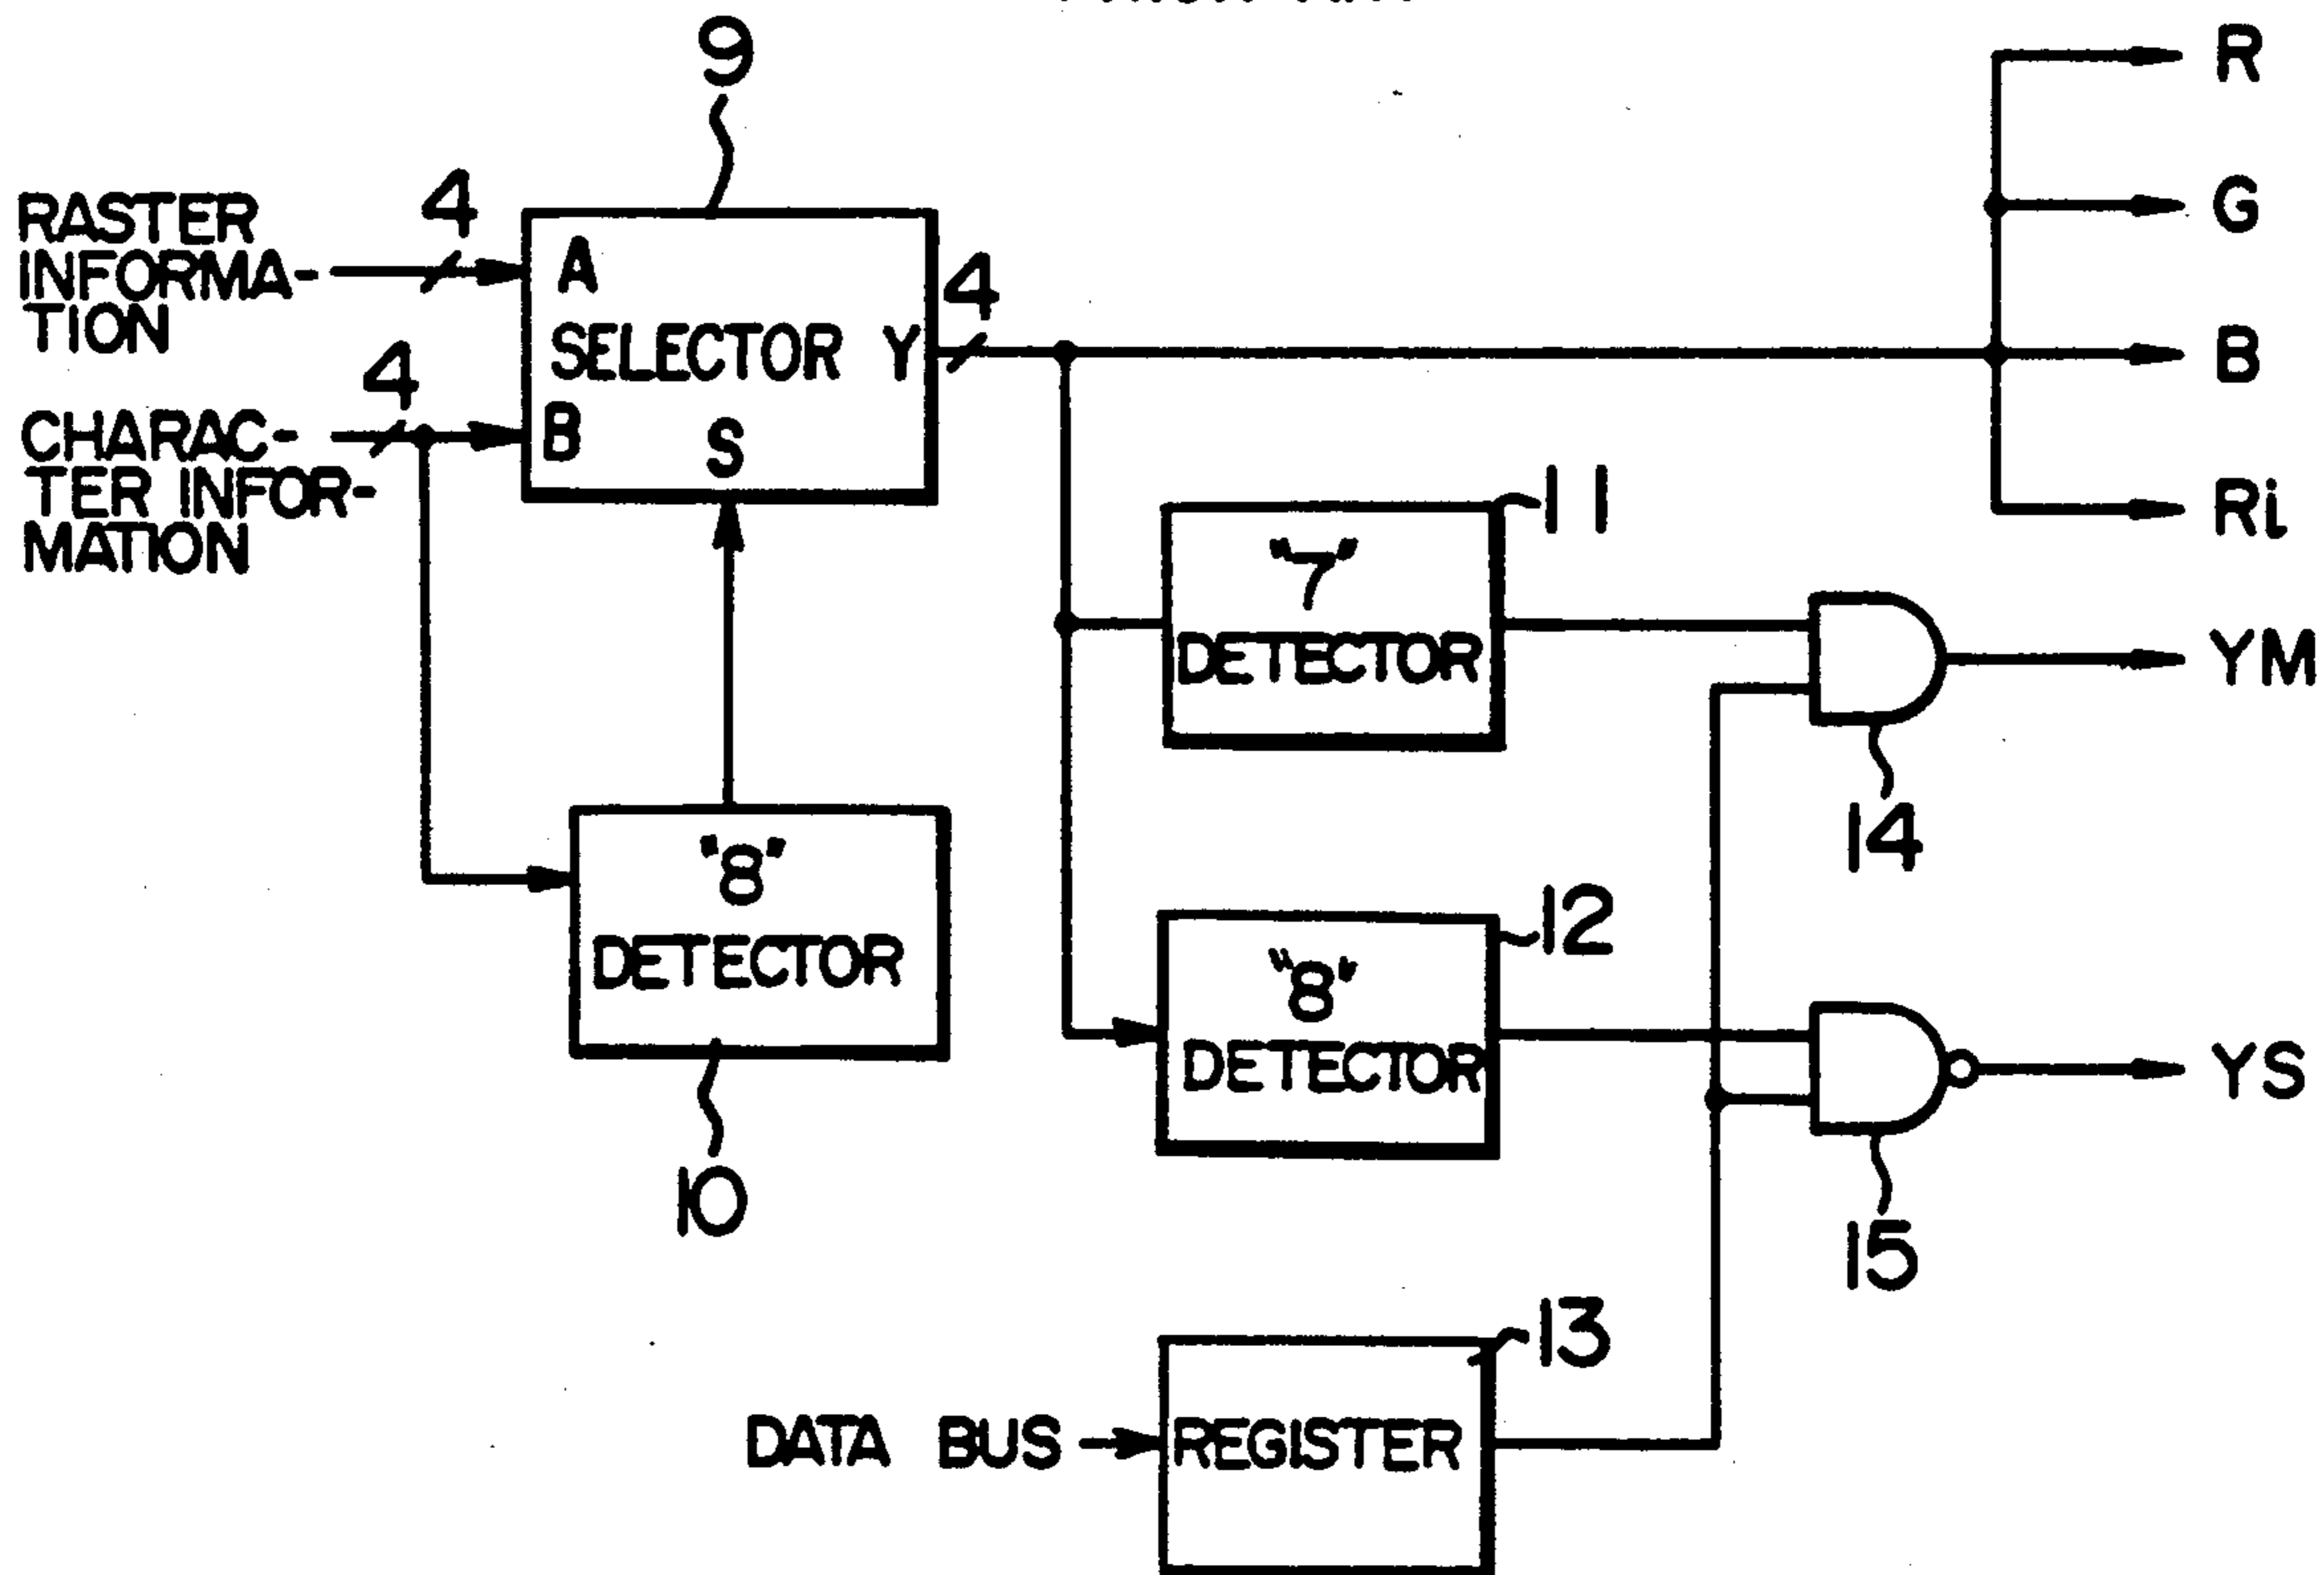 9
R
RASTER
INFORMA-
TION
4
A
SELECTOR Y
4
G
4
B
CHARAC-
TER INFOR-
MATION
B
S
11
Ri
"7"
DETECTOR
YM
14
"8"
DETECTOR
12
"8"
DETECTOR
YS
10
15
13
DATA BUS
REGISTER